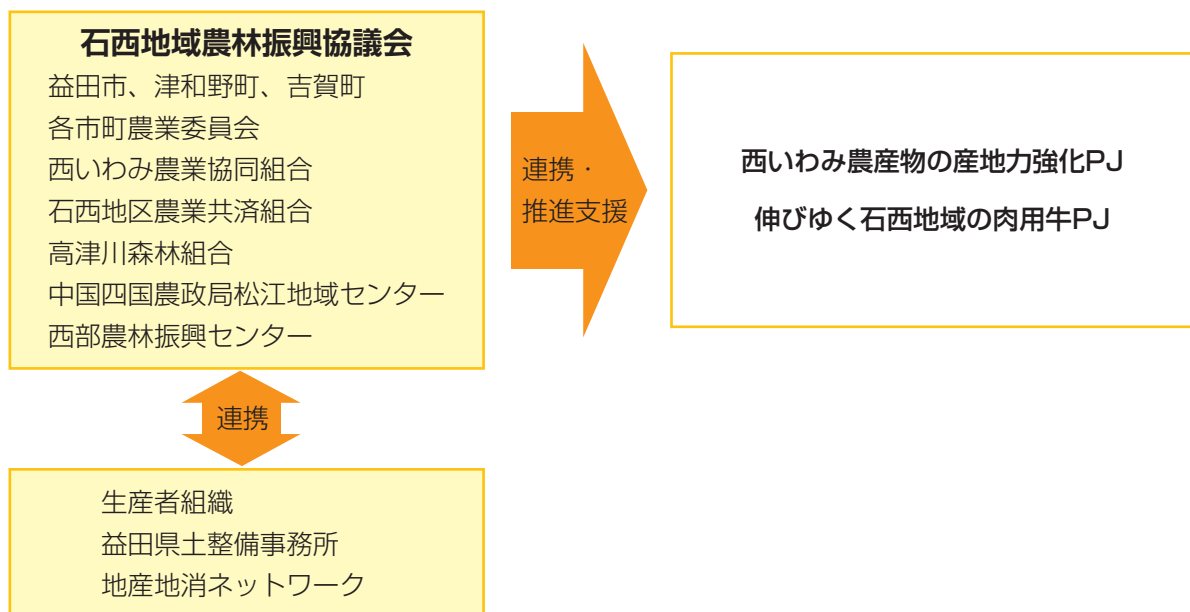 石西地域農林振興協議会
益田市、津和野町、吉賀町
各市町農業委員会
西いわみ農業協同組合
石西地区農業共済組合
高津川森林組合
中国四国農政局松江地域センター
西部農林振興センター
連携・
推進支援
西いわみ農産物の産地力強化PJ
伸びゆく石西地域の肉用牛PJ
連携
生産者組織
益田県土整備事務所
地産地消ネットワーク